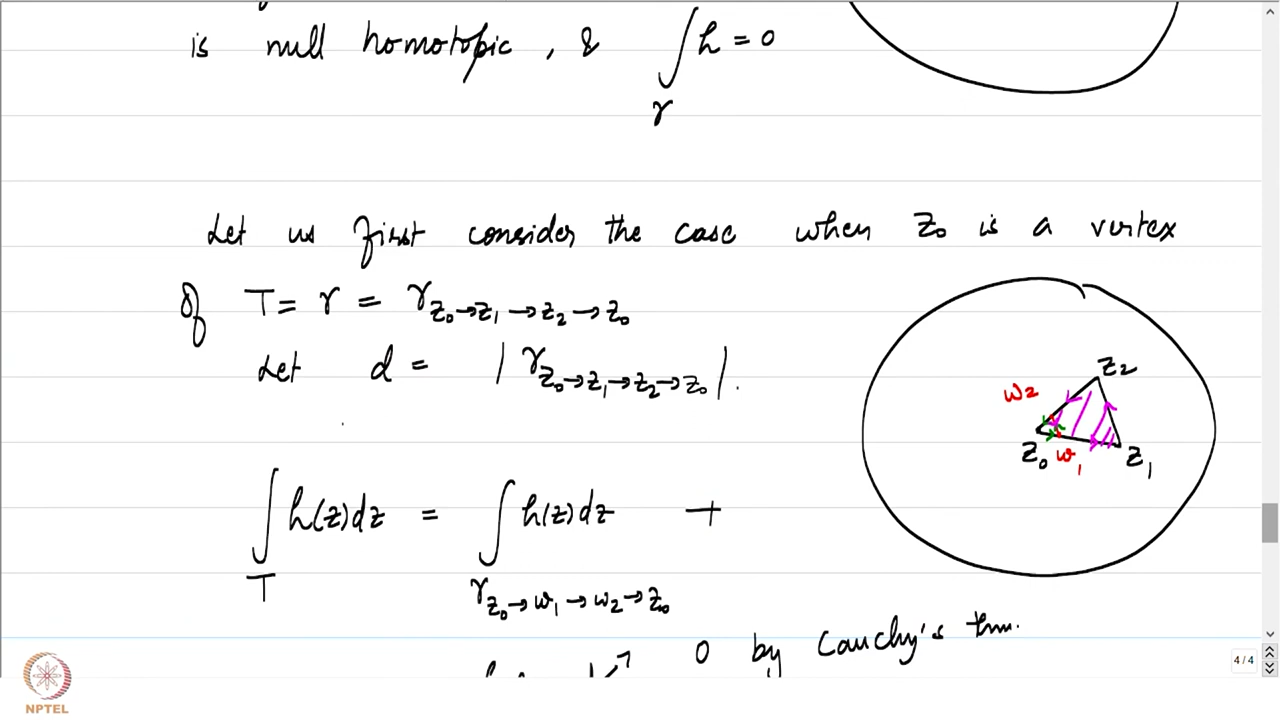 is null homotopic, & ∫_γ h = 0
Let us first consider the case when z₀ is a vertex
of T = γ = γ_{z₀→z₁→z₂→z₀}
Let d = |γ_{z₀→z₁→z₂→z₀}|.
z₂
w₂
z₀ w₁ z₁
∫_T h(z)dz = ∫_{γ_{z₀→w₁→w₂→z₀}} h(z)dz +
0 by Cauchy's thm.
4 / 4
NPTEL